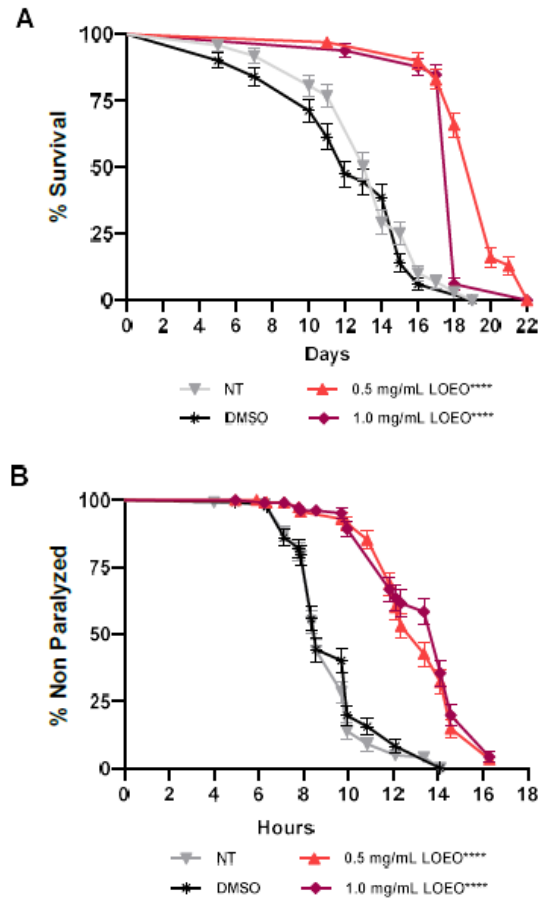 A
% Survival
100
75
50
25
0
0 2 4 6 8 10 12 14 16 18 20 22
Days
NT
0.5 mg/mL LOEO****
DMSO
1.0 mg/mL LOEO****
B
% Non Paralyzed
100
75
50
25
0
0 2 4 6 8 10 12 14 16 18
Hours
NT
0.5 mg/mL LOEO****
DMSO
1.0 mg/mL LOEO****